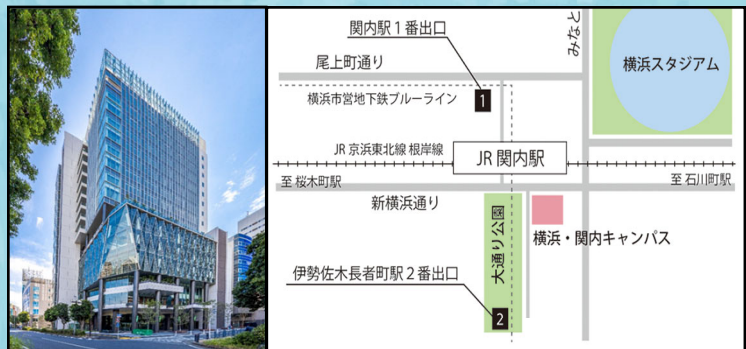 関内駅1番出口
みなと
尾上町通り
横浜スタジアム
横浜市営地下鉄ブルーライン
1
JR 京浜東北線 根岸線
JR 関内駅
至 桜木町駅
至 石川町駅
新横浜通り
大通り公園
横浜・関内キャンパス
伊勢佐木長者町駅2番出口
2